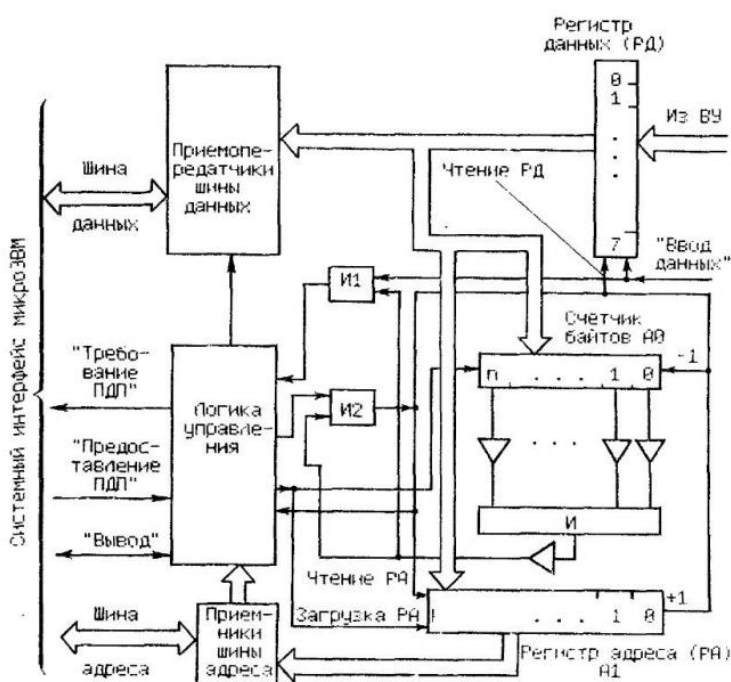 Регистр
данных (РД)
0
1
.
.
.
7
Из ВУ
Приемопе-
редатчики
шины
данных
Шина
данных
Чтение РД
"Ввод
данных"
Системный интерфейс микроЭВМ
И1
Счетчик
байтов А0
-1
n . . . 1 0
"Требо-
вание
ПДП"
Логика
управле-
ния
И2
"Предос-
тавление
ПДП"
. . .
И
"Вывод"
Чтение РА
+1
Загрузка РА
. . . 1 0
Шина
адреса
Прием-
ники
шины
адреса
Регистр адреса (РА)
А1